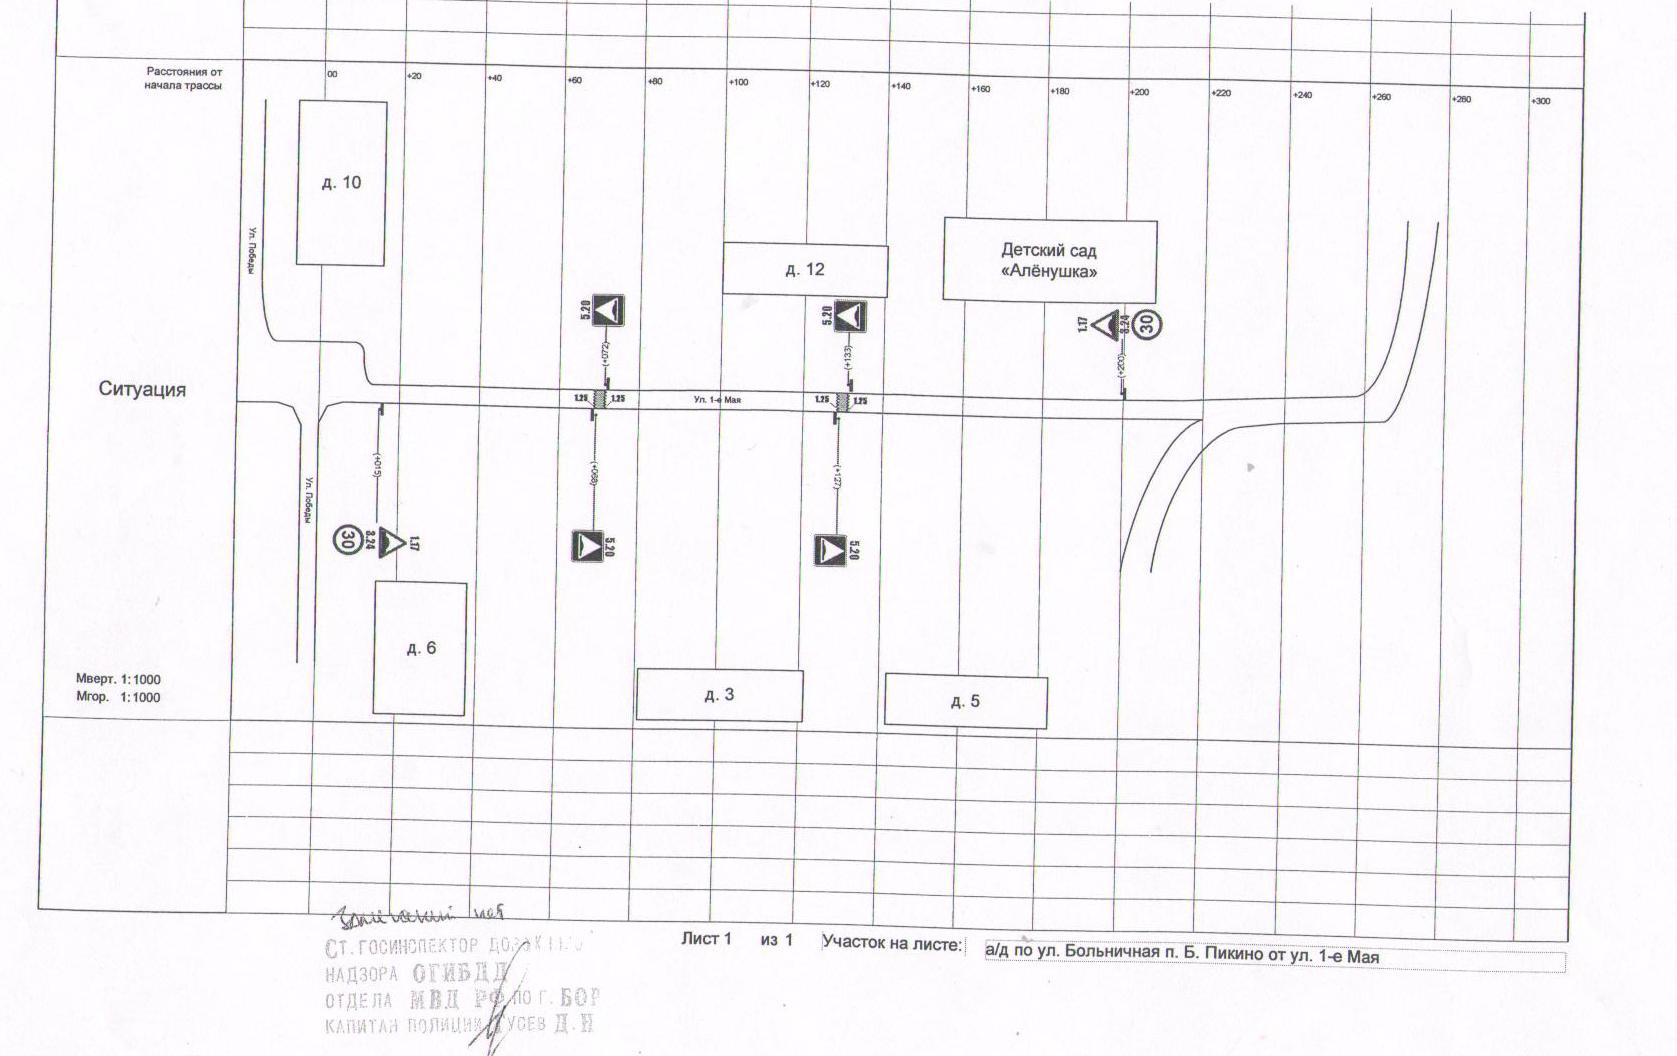 Расстояния от
начала трассы
00 +20 +40 +60 +80 +100 +120 +140 +160 +180 +200 +220 +240 +260 +280 +300
д. 10
Ул. Победы
д. 12
Детский сад
«Алёнушка»
5.20
5.20
1.17
8.24
30
(+072)
(+133)
(+200)
Ситуация
1.25 1.25
Ул. 1-е Мая
1.25 1.25
(+015)
(+068)
(+127)
Ул. Победы
30
8.24
1.17
5.20
5.20
д. 6
д. 3
д. 5
Мверт. 1:1000
Мгор. 1:1000
Лист 1 из 1 Участок на листе: а/д по ул. Больничная п. Б. Пикино от ул. 1-е Мая
СТ. ГОСИНСПЕКТОР
НАДЗОРА ОГИБДД
ОТДЕЛА МВД РФ ПО Г. БОР
КАПИТАН ПОЛИЦИИ ГУСЕВ Д.Н